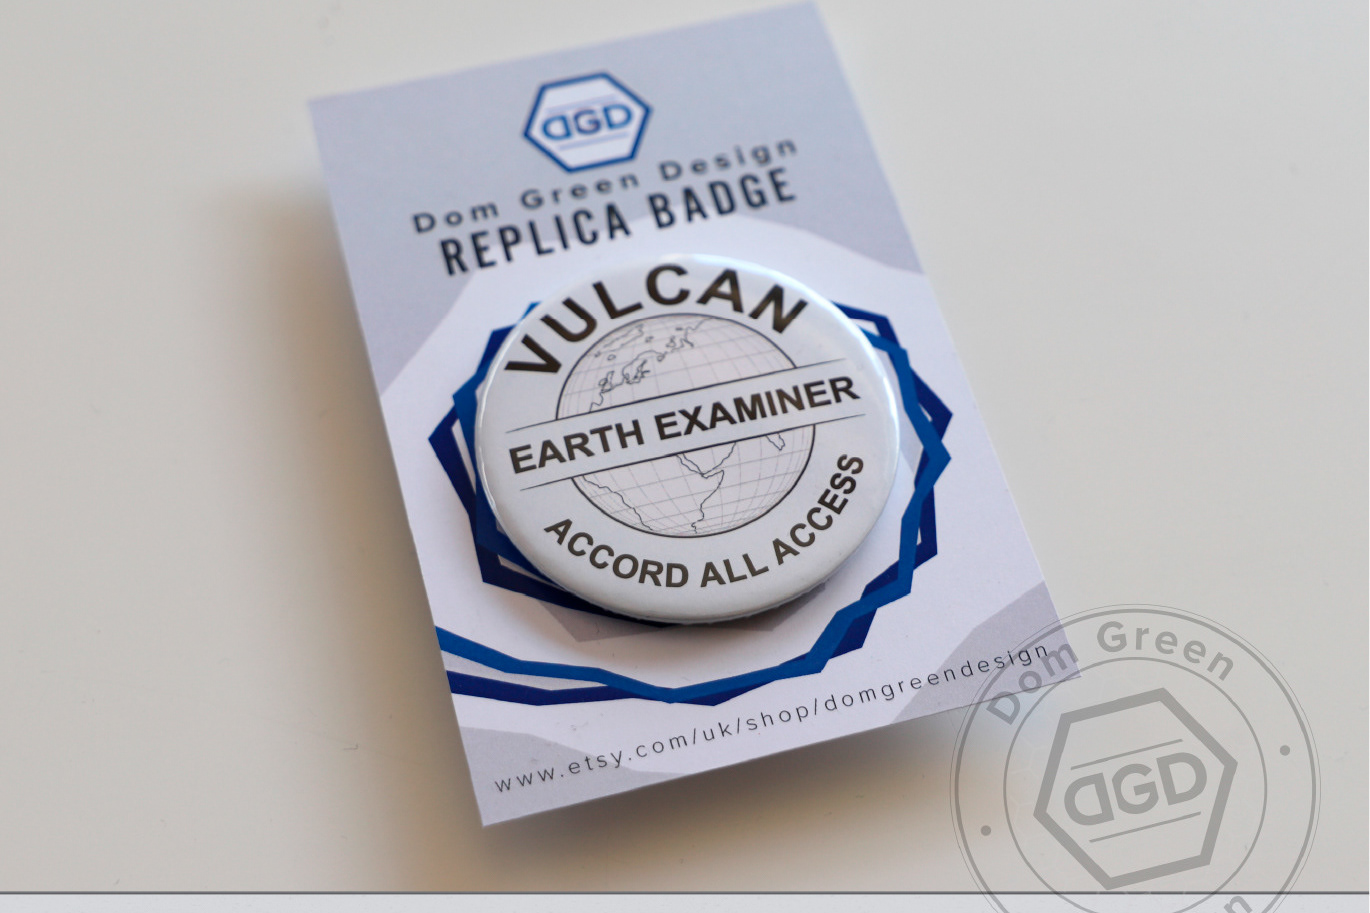 DGD
Dom Green Design
REPLICA BADGE
VULCAN
EARTH EXAMINER
ACCORD ALL ACCESS
www.etsy.com/uk/shop/domgreendesign
Dom Green
DGD